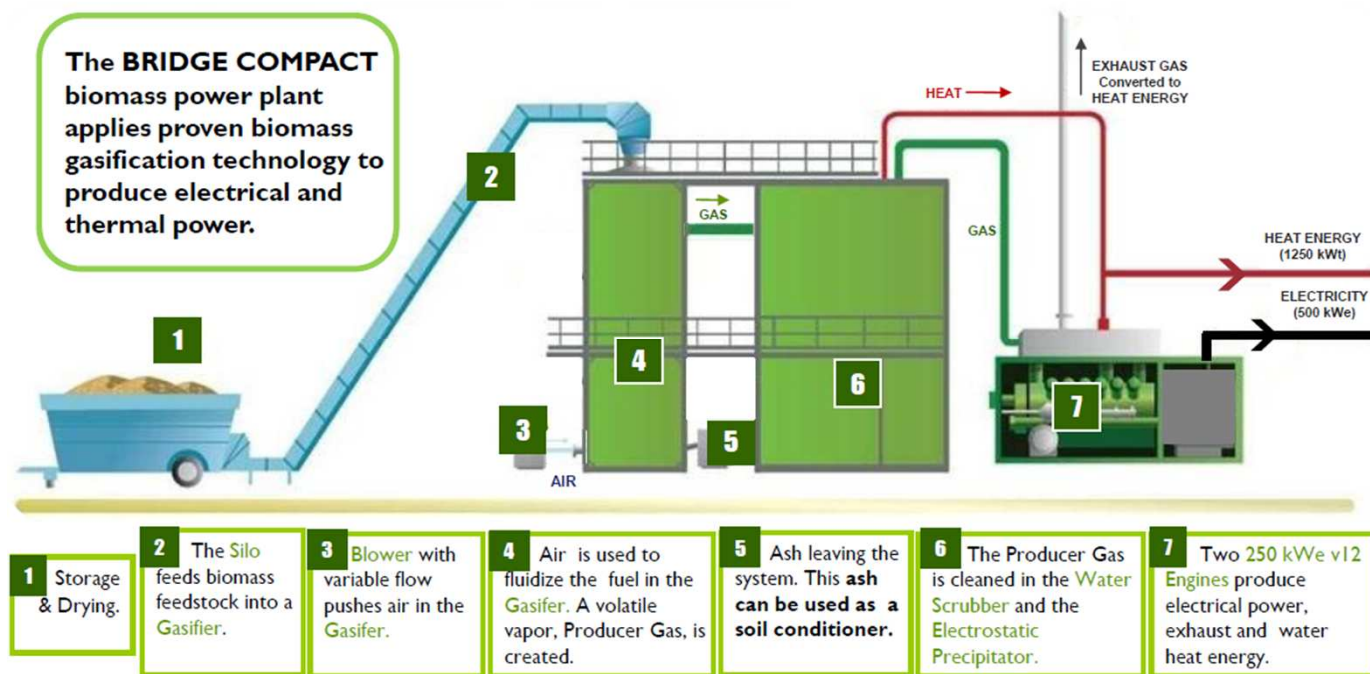 The BRIDGE COMPACT
biomass power plant
applies proven biomass
gasification technology to
produce electrical and
thermal power.
EXHAUST GAS
Converted to
HEAT ENERGY
HEAT
2
GAS
GAS
HEAT ENERGY
(1250 kWt)
ELECTRICITY
(500 kWe)
1
4
6
7
3
5
AIR
1 Storage
& Drying.
2 The Silo
feeds biomass
feedstock into a
Gasifier.
3 Blower with
variable flow
pushes air in the
Gasifer.
4 Air is used to
fluidize the fuel in the
Gasifer. A volatile
vapor, Producer Gas, is
created.
5 Ash leaving the
system. This ash
can be used as a
soil conditioner.
6 The Producer Gas
is cleaned in the Water
Scrubber and the
Electrostatic
Precipitator.
7 Two 250 kWe v12
Engines produce
electrical power,
exhaust and water
heat energy.